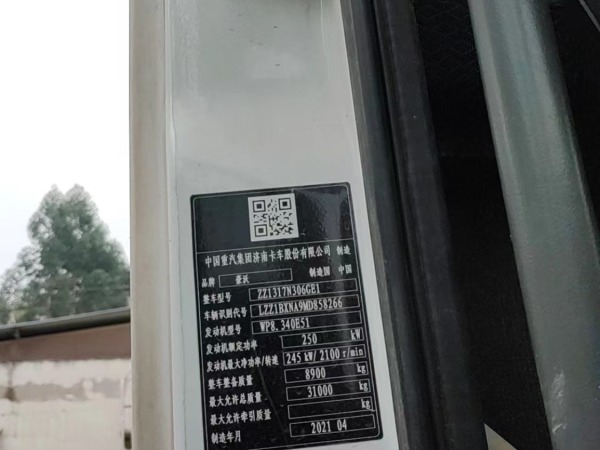 中国重汽集团济南卡车股份有限公司 制造
品牌 豪沃 制造国 中国
整车型号 ZZ1317N306GE1
车辆识别代号 LZZ1BXNA9MD858266
发动机型号 WP8.340E51
发动机额定功率 250 kW
发动机最大净功率/转速 245 kW/2100 r/min
整车整备质量 8900 kg
最大允许总质量 31000 kg
最大允许牵引质量 kg
制造年月 2021 04